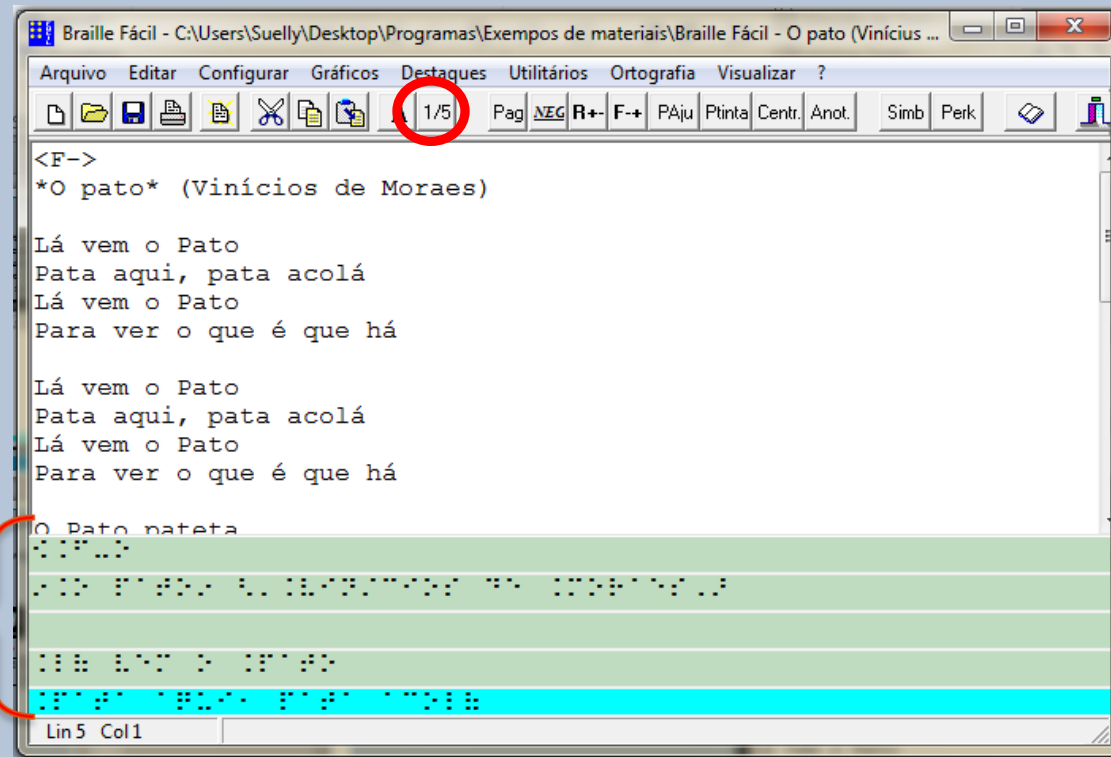 Braille Fácil - C:\Users\Suelly\Desktop\Programas\Exempos de materiais\Braille Fácil - O pato (Vinícius ...
Arquivo Editar Configurar Gráficos Destaques Utilitários Ortografia Visualizar ?
1/5 Pag NEG R+- F-+ PAju Ptinta Centr. Anot. Simb Perk
<F->
*O pato* (Vinícios de Moraes)
Lá vem o Pato
Pata aqui, pata acolá
Lá vem o Pato
Para ver o que é que há
Lá vem o Pato
Pata aqui, pata acolá
Lá vem o Pato
Para ver o que é que há
O Pato pateta
⠨⠇⠷ ⠧⠑⠍ ⠕ ⠨⠏⠁⠞⠕
⠨⠏⠁⠞⠁ ⠁⠟⠥⠊⠂ ⠏⠁⠞⠁ ⠁⠉⠕⠇⠷
Lin 5 Col 1